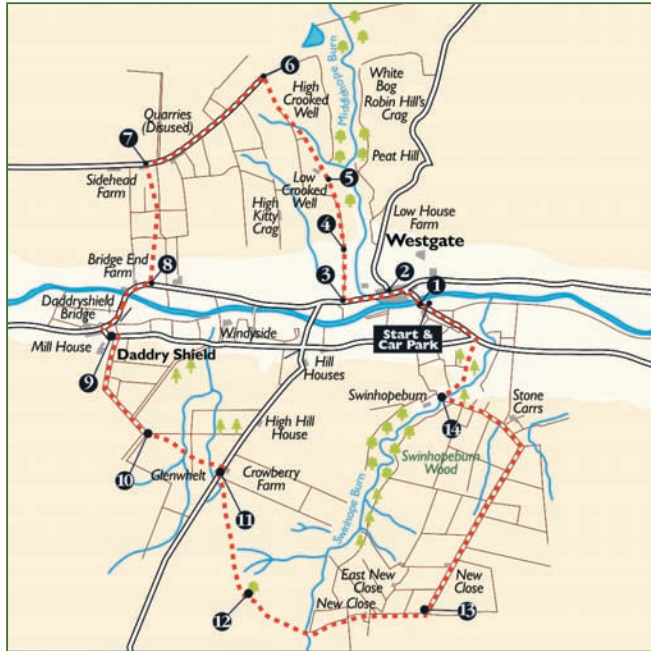 6
High
Crooked
Well
Middlehope Burn
White
Bog
Robin Hill's
Crag
Quarries
(Disused)
7
Peat Hill
Sidehead
Farm
Low
Crooked
Well
5
High
Kitty
Crag
4
Low House
Farm
Westgate
Bridge End
Farm
8
3
2
1
Daddryshield
Bridge
Start &
Car Park
Windyside
Mill House
Daddry Shield
9
Hill
Houses
Swinhopeburn
14
Stone
Carrs
High Hill
House
10
Glenwhelt
Crowberry
Farm
Swinhopeburn
Wood
11
Swinhope Burn
East New
Close
New
Close
12
New Close
13